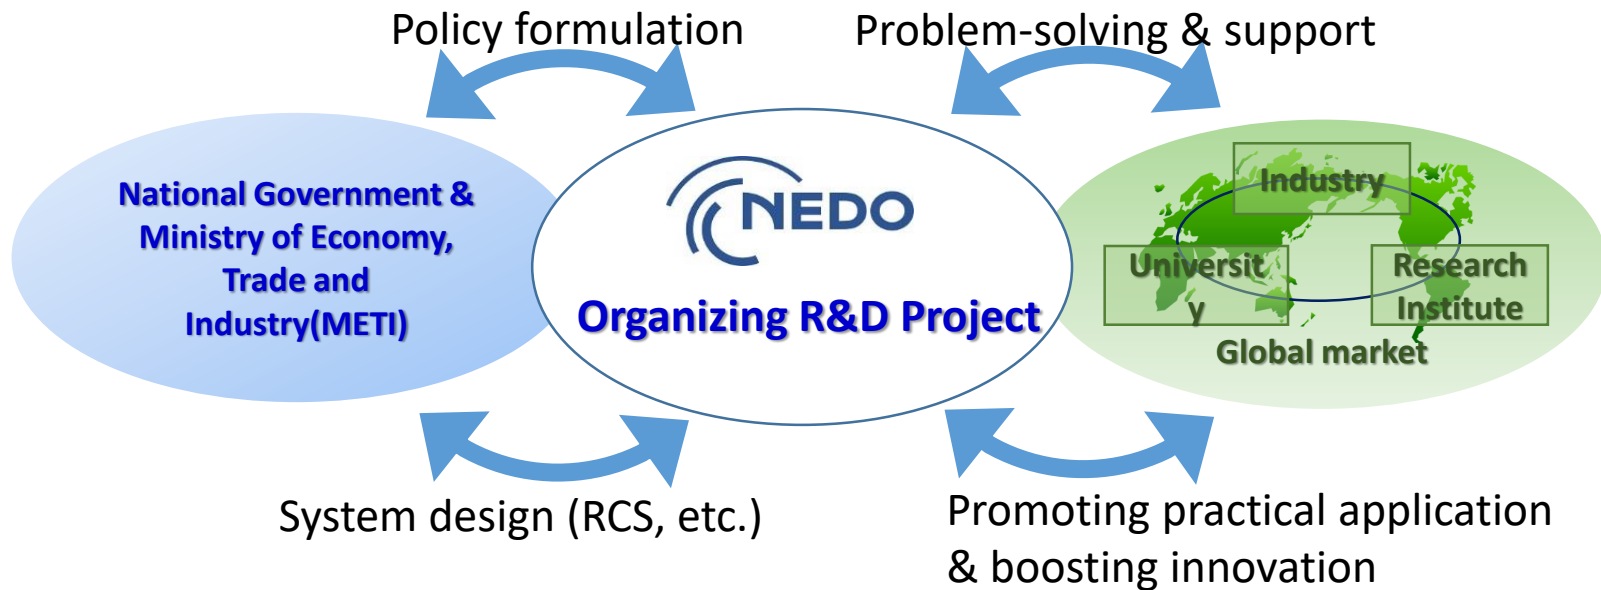 Policy formulation
Problem-solving & support
National Government &
Ministry of Economy,
Trade and
Industry(METI)
NEDO
Organizing R&D Project
Industry
Universit
y
Research
Institute
Global market
System design (RCS, etc.)
Promoting practical application
& boosting innovation